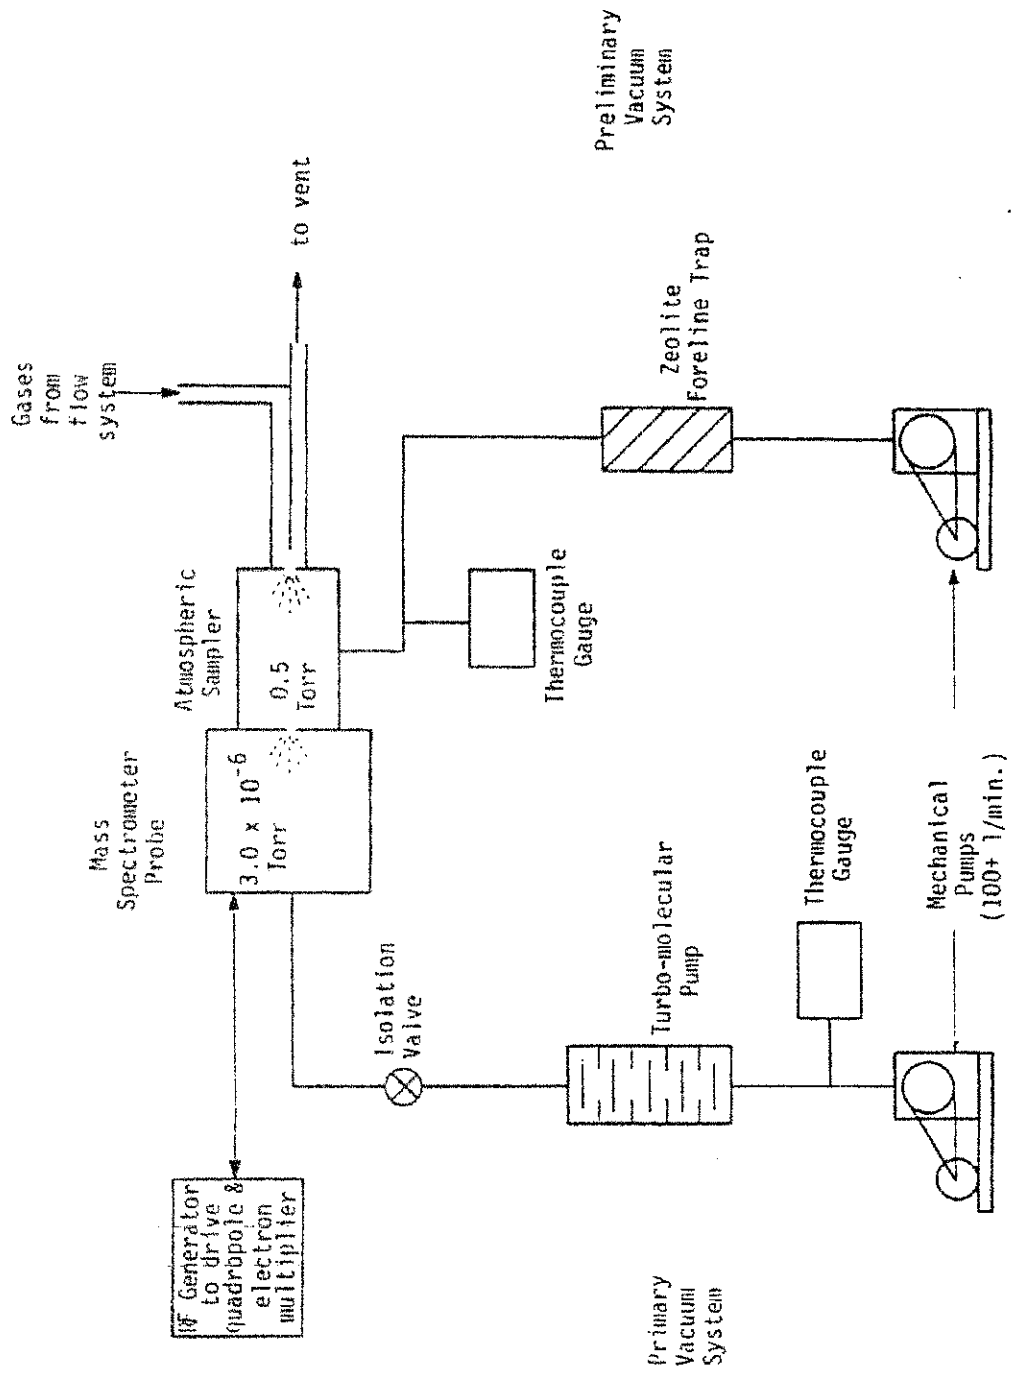 Gases
from
flow
system
to vent
Mass
Spectrometer
Probe
Atmospheric
Sampler
RF Generator
to drive
Quadrupole &
electron
multiplier
3.0 x 10-6
Torr
0.5
Torr
Isolation
Valve
Thermocouple
Gauge
Zeolite
Foreline Trap
Turbo-molecular
Pump
Thermocouple
Gauge
Primary
Vacuum
System
Preliminary
Vacuum
System
Mechanical
Pumps
(100+ l/min.)